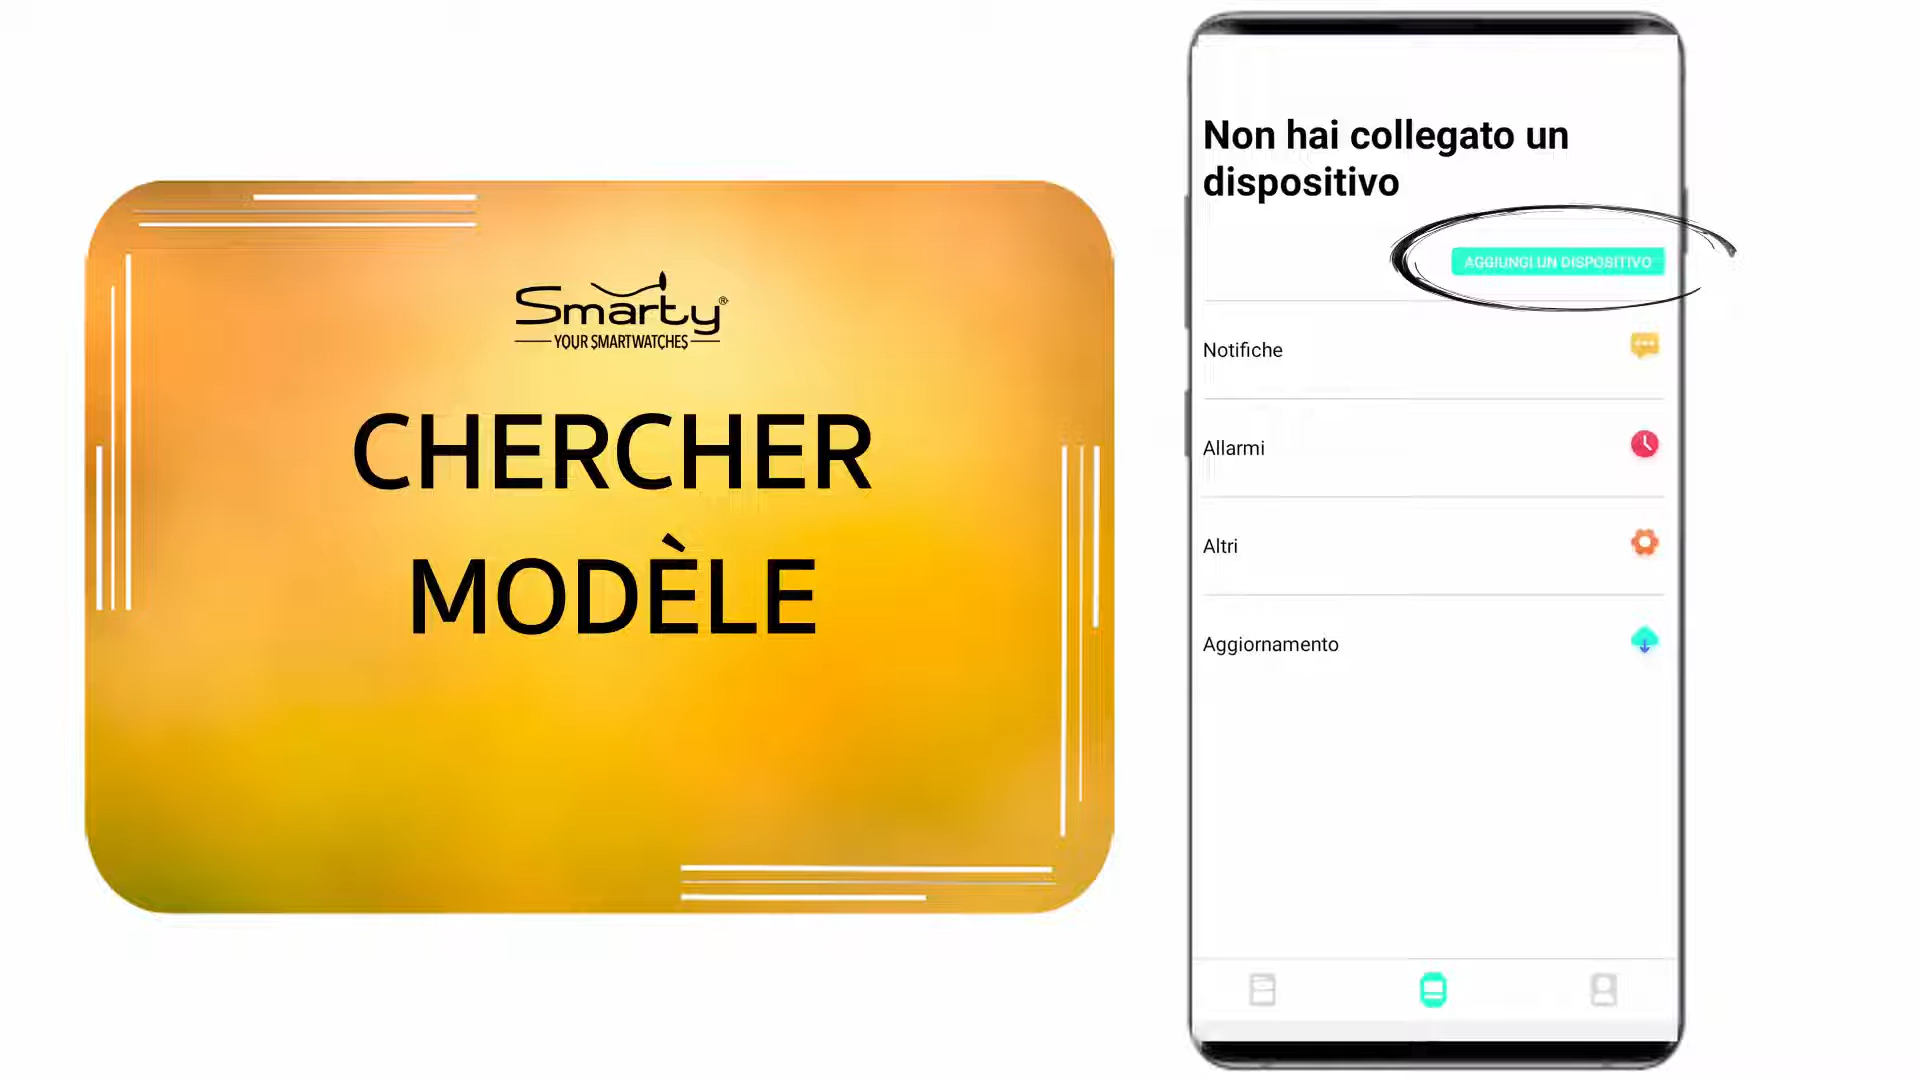 Smarty®
YOUR SMARTWATCHES
CHERCHER
MODÈLE
Non hai collegato un
dispositivo
AGGIUNGI UN DISPOSITIVO
Notifiche
Allarmi
Altri
Aggiornamento